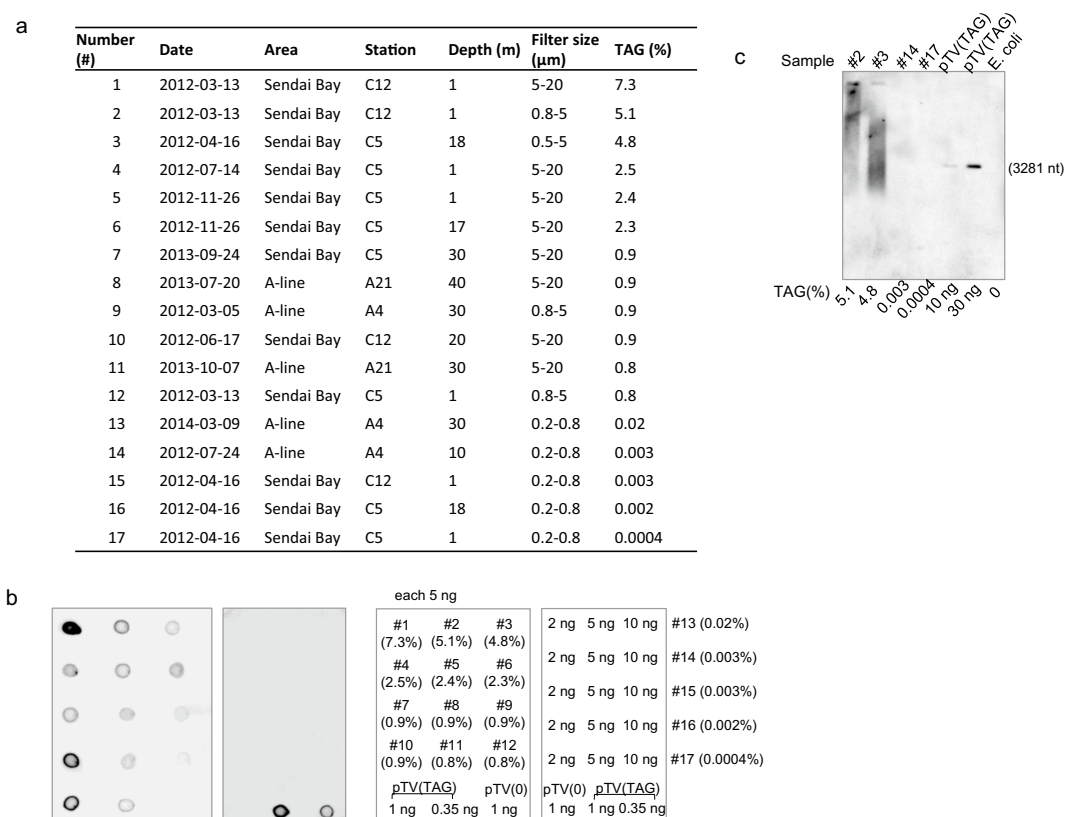 a
Number (#) Date Area Station Depth (m) Filter size (μm) TAG (%)
1 2012-03-13 Sendai Bay C12 1 5-20 7.3
2 2012-03-13 Sendai Bay C12 1 0.8-5 5.1
3 2012-04-16 Sendai Bay C5 18 0.5-5 4.8
4 2012-07-14 Sendai Bay C5 1 5-20 2.5
5 2012-11-26 Sendai Bay C5 1 5-20 2.4
6 2012-11-26 Sendai Bay C5 17 5-20 2.3
7 2013-09-24 Sendai Bay C5 30 5-20 0.9
8 2013-07-20 A-line A21 40 5-20 0.9
9 2012-03-05 A-line A4 30 0.8-5 0.9
10 2012-06-17 Sendai Bay C12 20 5-20 0.9
11 2013-10-07 A-line A21 30 5-20 0.8
12 2012-03-13 Sendai Bay C5 1 0.8-5 0.8
13 2014-03-09 A-line A4 30 0.2-0.8 0.02
14 2012-07-24 A-line A4 10 0.2-0.8 0.003
15 2012-04-16 Sendai Bay C12 1 0.2-0.8 0.003
16 2012-04-16 Sendai Bay C5 18 0.2-0.8 0.002
17 2012-04-16 Sendai Bay C5 1 0.2-0.8 0.0004
c
Sample #2 #3 #14 #17 pTV(TAG) pTV(TAG) E. coli
(3281 nt)
TAG(%) 5.1 4.8 0.003 0.0004 10 ng 30 ng 0
b
each 5 ng
#1 #2 #3
(7.3%) (5.1%) (4.8%)
#4 #5 #6
(2.5%) (2.4%) (2.3%)
#7 #8 #9
(0.9%) (0.9%) (0.9%)
#10 #11 #12
(0.9%) (0.8%) (0.8%)
pTV(TAG) pTV(0)
1 ng 0.35 ng 1 ng
2 ng 5 ng 10 ng #13 (0.02%)
2 ng 5 ng 10 ng #14 (0.003%)
2 ng 5 ng 10 ng #15 (0.003%)
2 ng 5 ng 10 ng #16 (0.002%)
2 ng 5 ng 10 ng #17 (0.0004%)
pTV(0) pTV(TAG)
1 ng 1 ng 0.35 ng